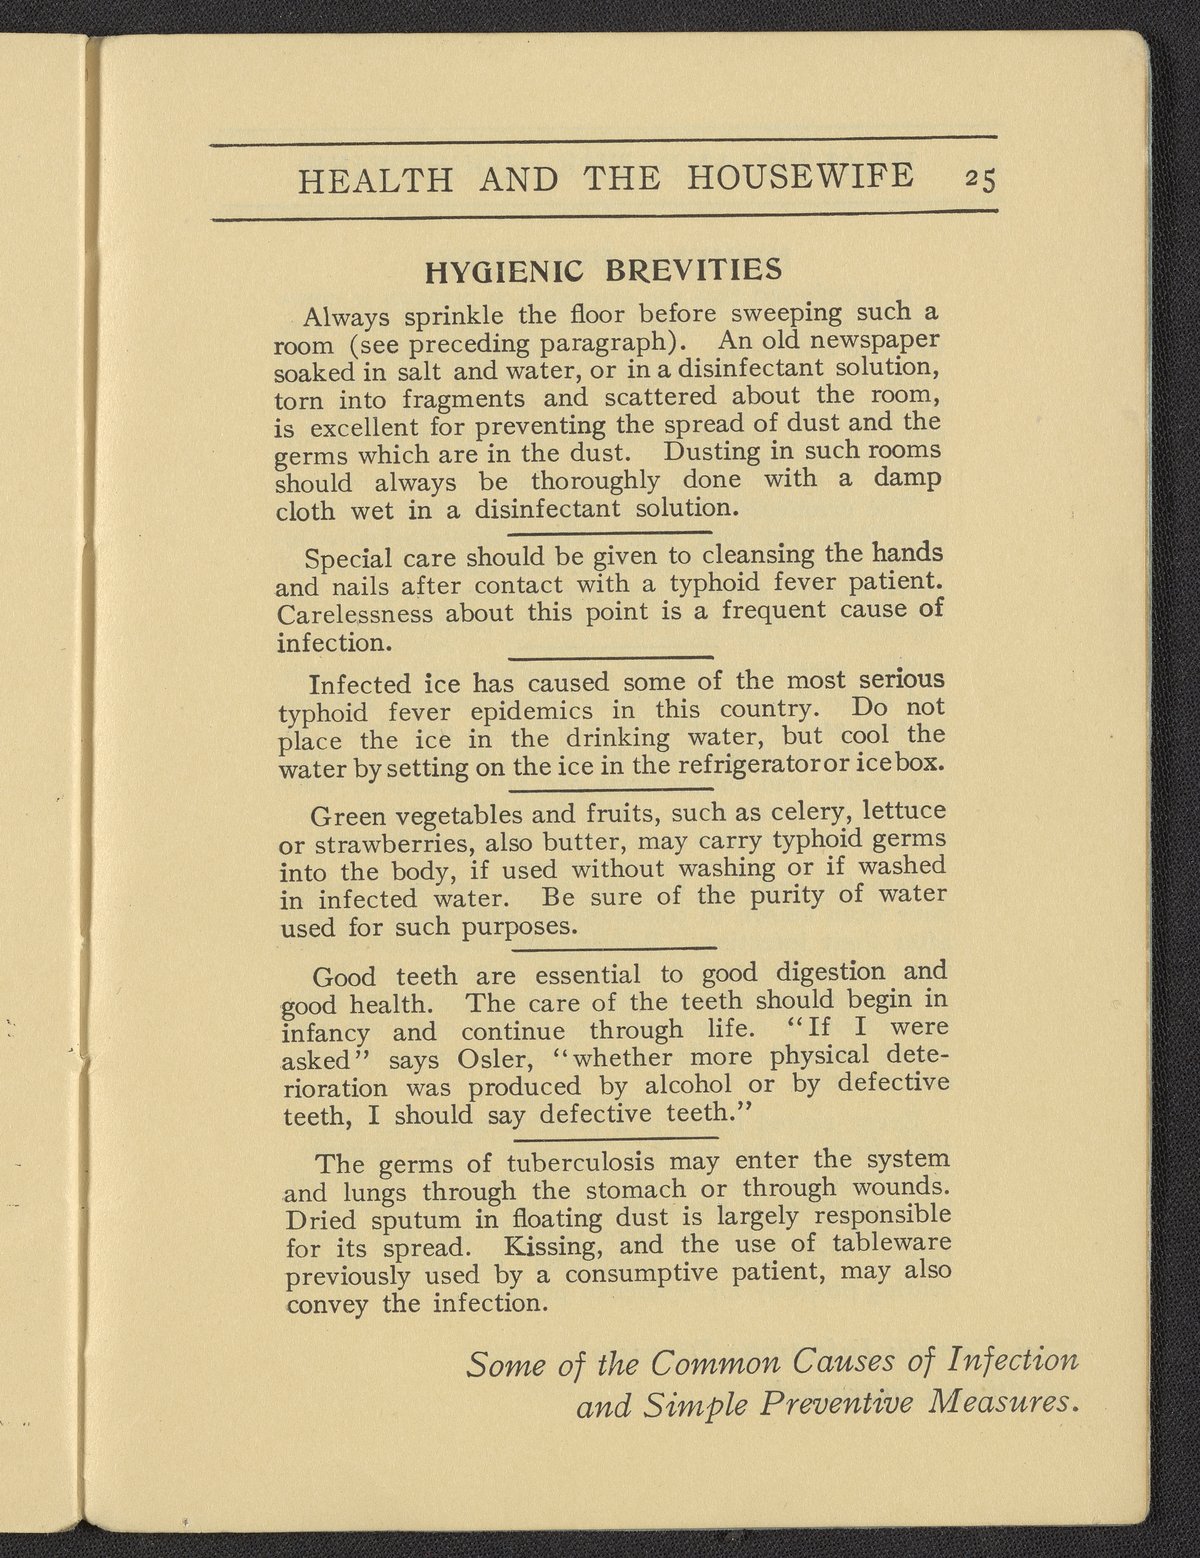 HEALTH AND THE HOUSEWIFE 25
HYGIENIC BREVITIES
Always sprinkle the floor before sweeping such a
room (see preceding paragraph). An old newspaper
soaked in salt and water, or in a disinfectant solution,
torn into fragments and scattered about the room,
is excellent for preventing the spread of dust and the
germs which are in the dust. Dusting in such rooms
should always be thoroughly done with a damp
cloth wet in a disinfectant solution.
Special care should be given to cleansing the hands
and nails after contact with a typhoid fever patient.
Carelessness about this point is a frequent cause of
infection.
Infected ice has caused some of the most serious
typhoid fever epidemics in this country. Do not
place the ice in the drinking water, but cool the
water by setting on the ice in the refrigerator or icebox.
Green vegetables and fruits, such as celery, lettuce
or strawberries, also butter, may carry typhoid germs
into the body, if used without washing or if washed
in infected water. Be sure of the purity of water
used for such purposes.
Good teeth are essential to good digestion and
good health. The care of the teeth should begin in
infancy and continue through life. “If I were
asked” says Osler, “whether more physical dete-
rioration was produced by alcohol or by defective
teeth, I should say defective teeth.”
The germs of tuberculosis may enter the system
and lungs through the stomach or through wounds.
Dried sputum in floating dust is largely responsible
for its spread. Kissing, and the use of tableware
previously used by a consumptive patient, may also
convey the infection.
Some of the Common Causes of Infection
and Simple Preventive Measures.